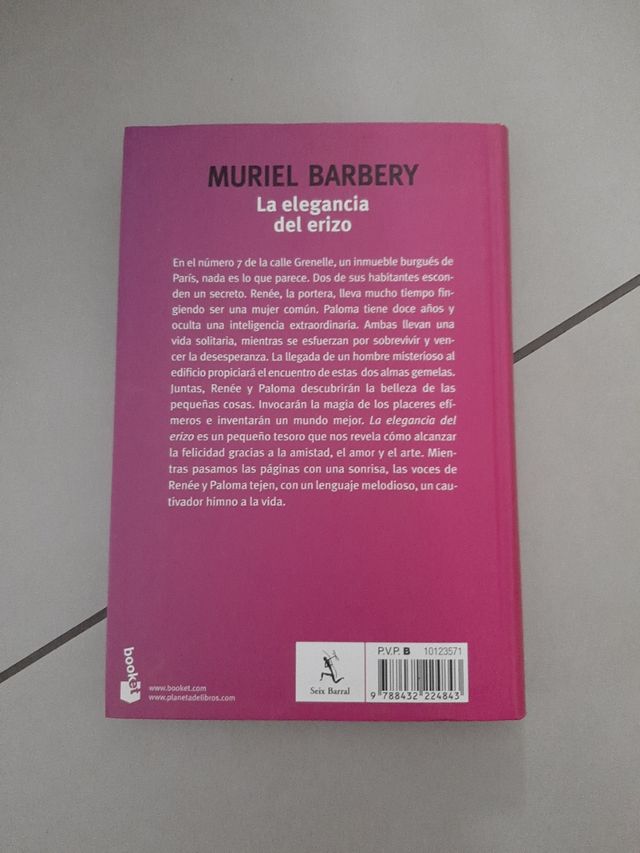 MURIEL BARBERY
La elegancia
del erizo
En el número 7 de la calle Grenelle, un inmueble burgués de
París, nada es lo que parece. Dos de sus habitantes escon-
den un secreto. Renée, la portera, lleva mucho tiempo fin-
giendo ser una mujer común. Paloma tiene doce años y
oculta una inteligencia extraordinaria. Ambas llevan una
vida solitaria, mientras se esfuerzan por sobrevivir y ven-
cer la desesperanza. La llegada de un hombre misterioso al
edificio propiciará el encuentro de estas dos almas gemelas.
Juntas, Renée y Paloma descubrirán la belleza de las
pequeñas cosas. Invocarán la magia de los placeres efí-
meros e inventarán un mundo mejor. La elegancia del
erizo es un pequeño tesoro que nos revela cómo alcanzar
la felicidad gracias a la amistad, el amor y el arte. Mien-
tras pasamos las páginas con una sonrisa, las voces de
Renée y Paloma tejen, con un lenguaje melodioso, un cau-
tivador himno a la vida.
booket
www.booket.com
www.planetadelibros.com
Seix Barral
P.V.P. B 10123571
9 788432 224843